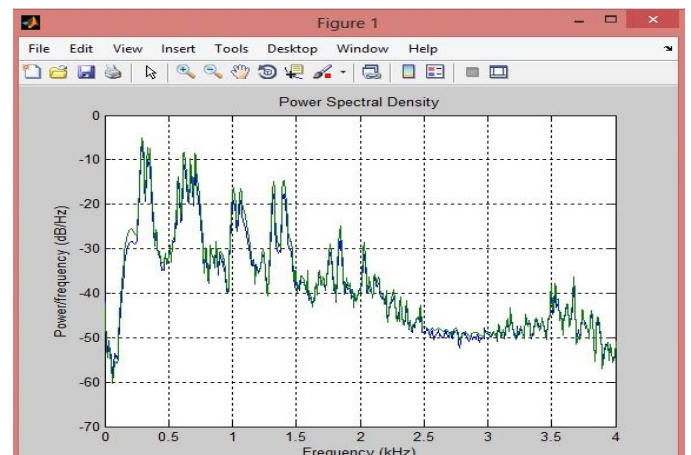 Figure 1
File Edit View Insert Tools Desktop Window Help
Power Spectral Density
Power/frequency (dB/Hz)
0
-10
-20
-30
-40
-50
-60
-70
0 0.5 1 1.5 2 2.5 3 3.5 4
Frequency (kHz)